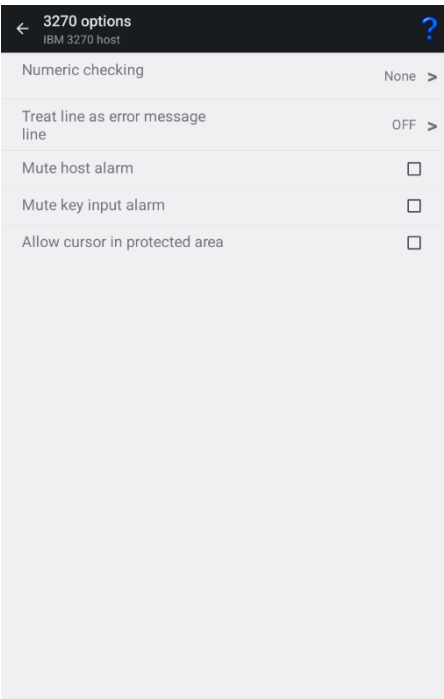 ←
3270 options
IBM 3270 host
?
Numeric checking
None >
Treat line as error message
line
OFF >
Mute host alarm
Mute key input alarm
Allow cursor in protected area